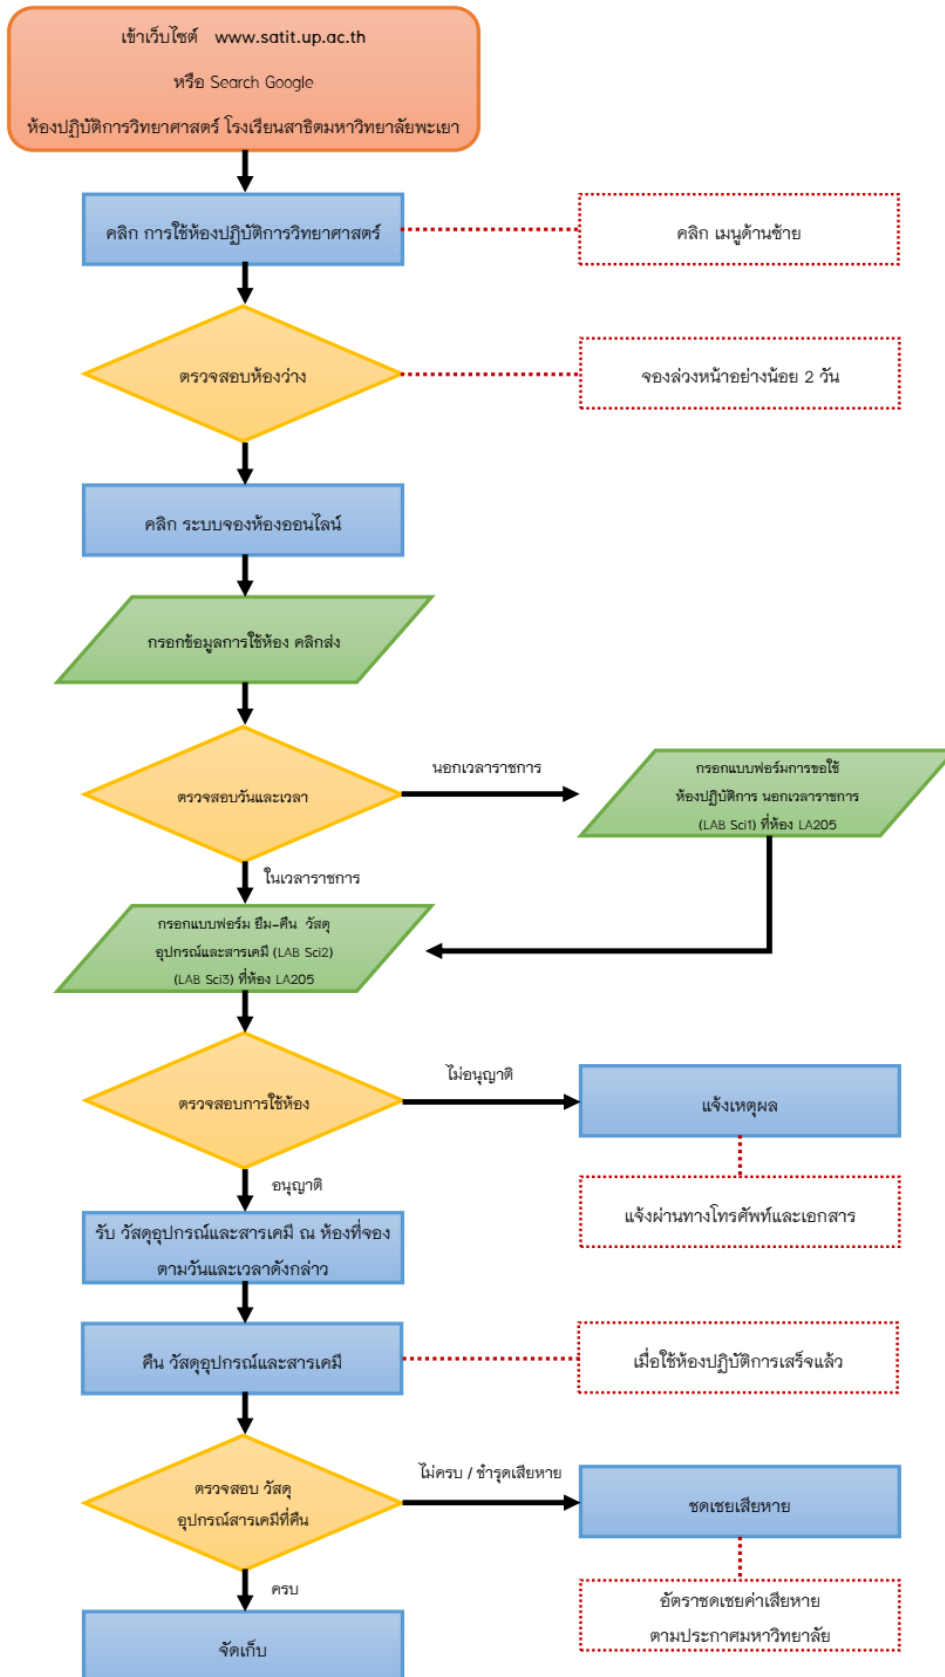 เข้าเว็บไซต์ www.satit.up.ac.th
หรือ Search Google
ห้องปฏิบัติการวิทยาศาสตร์ โรงเรียนสาธิตมหาวิทยาลัยพะเยา
คลิก การใช้ห้องปฏิบัติการวิทยาศาสตร์
คลิก เมนูด้านซ้าย
ตรวจสอบห้องว่าง
จองล่วงหน้าอย่างน้อย 2 วัน
คลิก ระบบจองห้องออนไลน์
กรอกข้อมูลการใช้ห้อง คลิกส่ง
ตรวจสอบวันและเวลา
นอกเวลาราชการ
กรอกแบบฟอร์มการขอใช้
ห้องปฏิบัติการ นอกเวลาราชการ
(LAB Sci1) ที่ห้อง LA205
ในเวลาราชการ
กรอกแบบฟอร์ม ยืม-คืน วัสดุ
อุปกรณ์และสารเคมี (LAB Sci2)
(LAB Sci3) ที่ห้อง LA205
ตรวจสอบการใช้ห้อง
ไม่อนุญาติ
แจ้งเหตุผล
แจ้งผ่านทางโทรศัพท์และเอกสาร
อนุญาติ
รับ วัสดุอุปกรณ์และสารเคมี ณ ห้องที่จอง
ตามวันและเวลาดังกล่าว
คืน วัสดุอุปกรณ์และสารเคมี
เมื่อใช้ห้องปฏิบัติการเสร็จแล้ว
ตรวจสอบ วัสดุ
อุปกรณ์สารเคมีที่คืน
ไม่ครบ / ชำรุดเสียหาย
ชดเชยเสียหาย
อัตราชดเชยค่าเสียหาย
ตามประกาศมหาวิทยาลัย
ครบ
จัดเก็บ